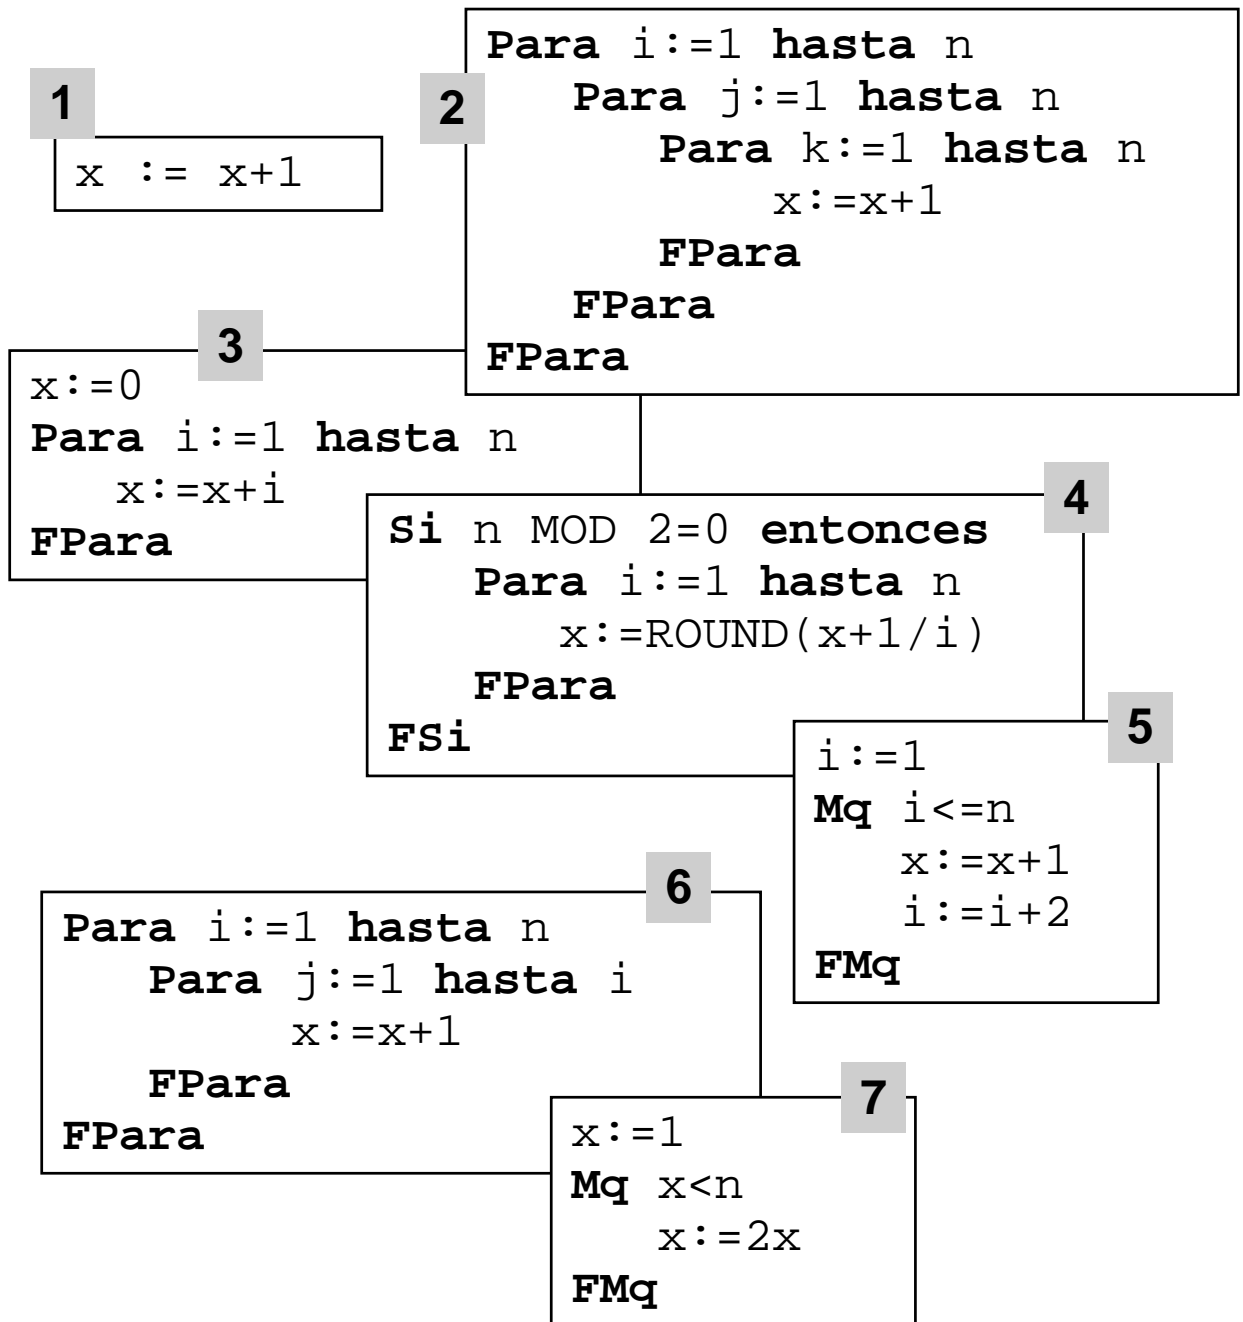 1
x := x+1
2
Para i:=1 hasta n
Para j:=1 hasta n
Para k:=1 hasta n
x:=x+1
FPara
FPara
FPara
3
x:=0
Para i:=1 hasta n
x:=x+i
FPara
4
Si n MOD 2=0 entonces
Para i:=1 hasta n
x:=ROUND(x+1/i)
FPara
FSi
5
i:=1
Mq i<=n
x:=x+1
i:=i+2
FMq
6
Para i:=1 hasta n
Para j:=1 hasta i
x:=x+1
FPara
FPara
7
x:=1
Mq x<n
x:=2x
FMq